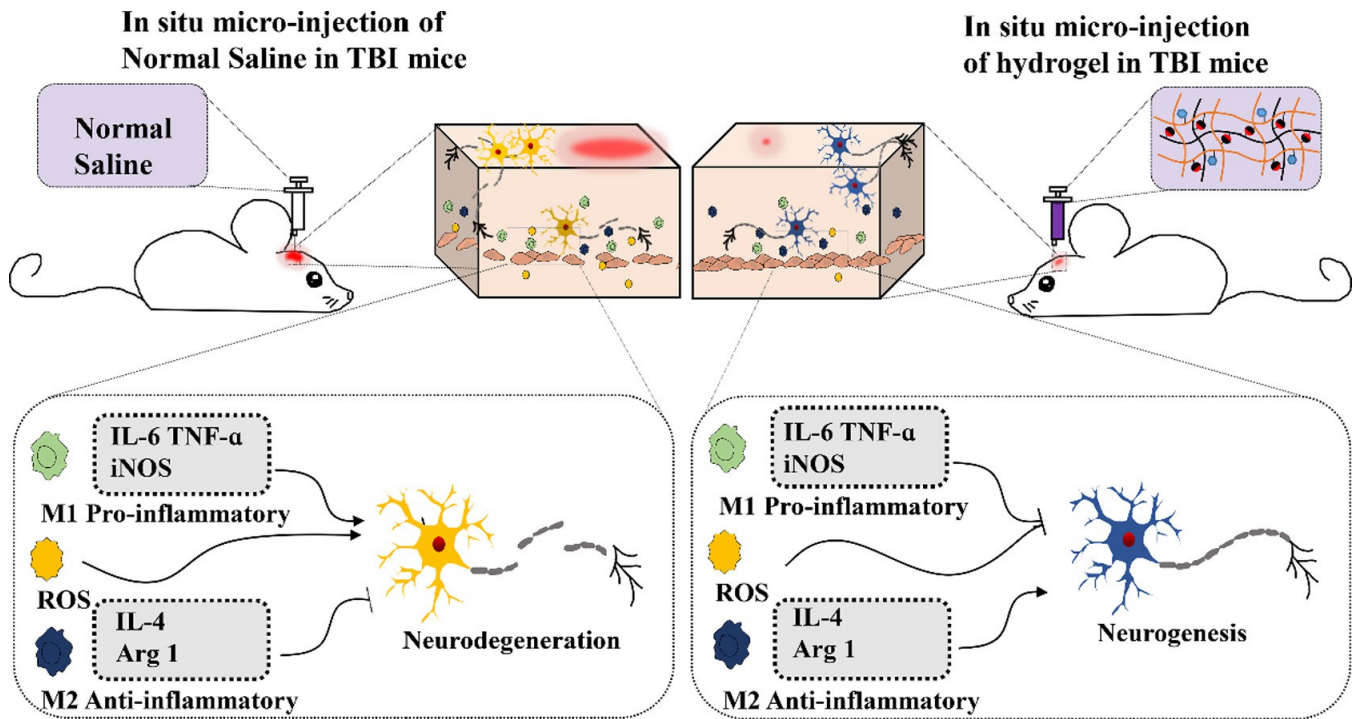 In situ micro-injection of
Normal Saline in TBI mice
In situ micro-injection
of hydrogel in TBI mice
Normal
Saline
IL-6 TNF-α
iNOS
M1 Pro-inflammatory
ROS
IL-4
Arg 1
M2 Anti-inflammatory
Neurodegeneration
IL-6 TNF-α
iNOS
M1 Pro-inflammatory
ROS
IL-4
Arg 1
M2 Anti-inflammatory
Neurogenesis